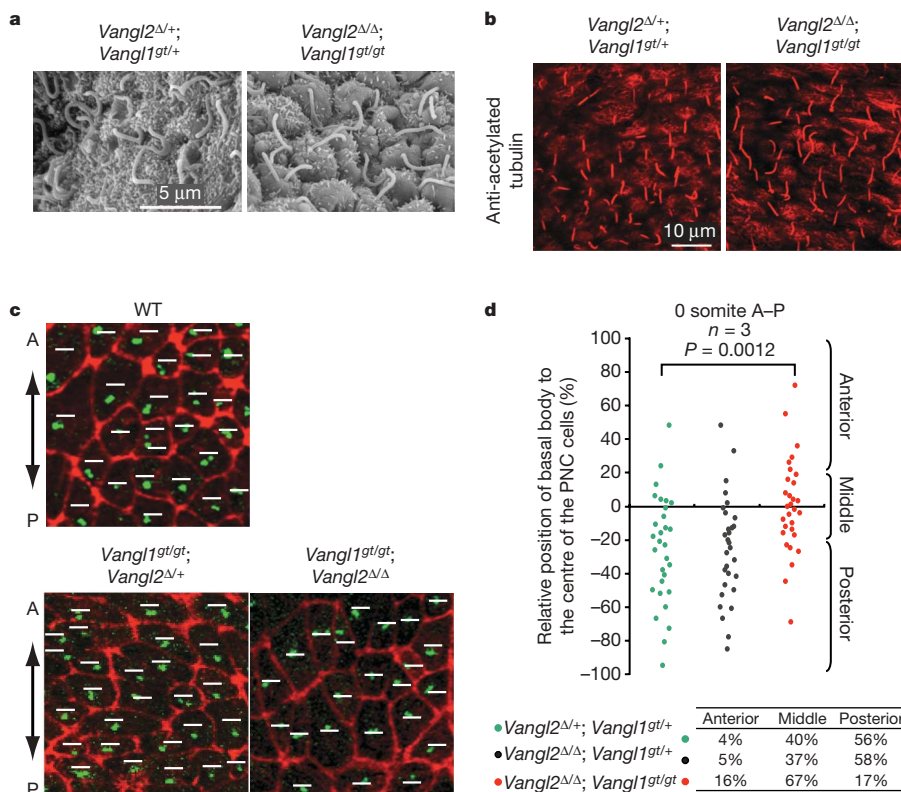 a
Vangl2Δ/+;
Vangl1gt/+
Vangl2Δ/Δ;
Vangl1gt/gt
5 μm
b
Vangl2Δ/+;
Vangl1gt/+
Vangl2Δ/Δ;
Vangl1gt/gt
Anti-acetylated
tubulin
10 μm
c
WT
A
P
Vangl1gt/gt;
Vangl2Δ/+
Vangl1gt/gt;
Vangl2Δ/Δ
A
P
d
0 somite A–P
n = 3
P = 0.0012
Relative position of basal body to
the centre of the PNC cells (%)
100
80
60
40
20
0
−20
−40
−60
−80
−100
Anterior
Middle
Posterior
Anterior Middle Posterior
Vangl2Δ/+; Vangl1gt/+ 4% 40% 56%
Vangl2Δ/Δ; Vangl1gt/+ 5% 37% 58%
Vangl2Δ/Δ; Vangl1gt/gt 16% 67% 17%